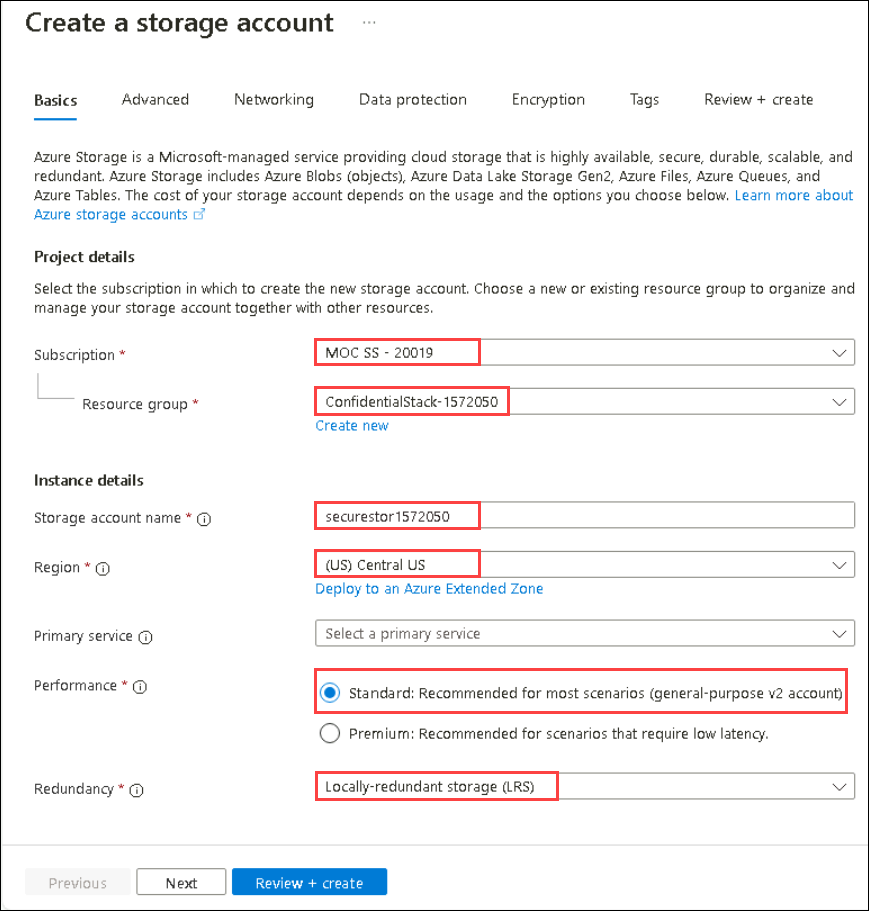 Create a storage account ...
Basics Advanced Networking Data protection Encryption Tags Review + create
Azure Storage is a Microsoft-managed service providing cloud storage that is highly available, secure, durable, scalable, and
redundant. Azure Storage includes Azure Blobs (objects), Azure Data Lake Storage Gen2, Azure Files, Azure Queues, and
Azure Tables. The cost of your storage account depends on the usage and the options you choose below. Learn more about
Azure storage accounts
Project details
Select the subscription in which to create the new storage account. Choose a new or existing resource group to organize and
manage your storage account together with other resources.
Subscription * MOC SS - 20019
Resource group * ConfidentialStack-1572050
Create new
Instance details
Storage account name * securestor1572050
Region * (US) Central US
Deploy to an Azure Extended Zone
Primary service Select a primary service
Performance * Standard: Recommended for most scenarios (general-purpose v2 account)
Premium: Recommended for scenarios that require low latency.
Redundancy * Locally-redundant storage (LRS)
Previous Next Review + create